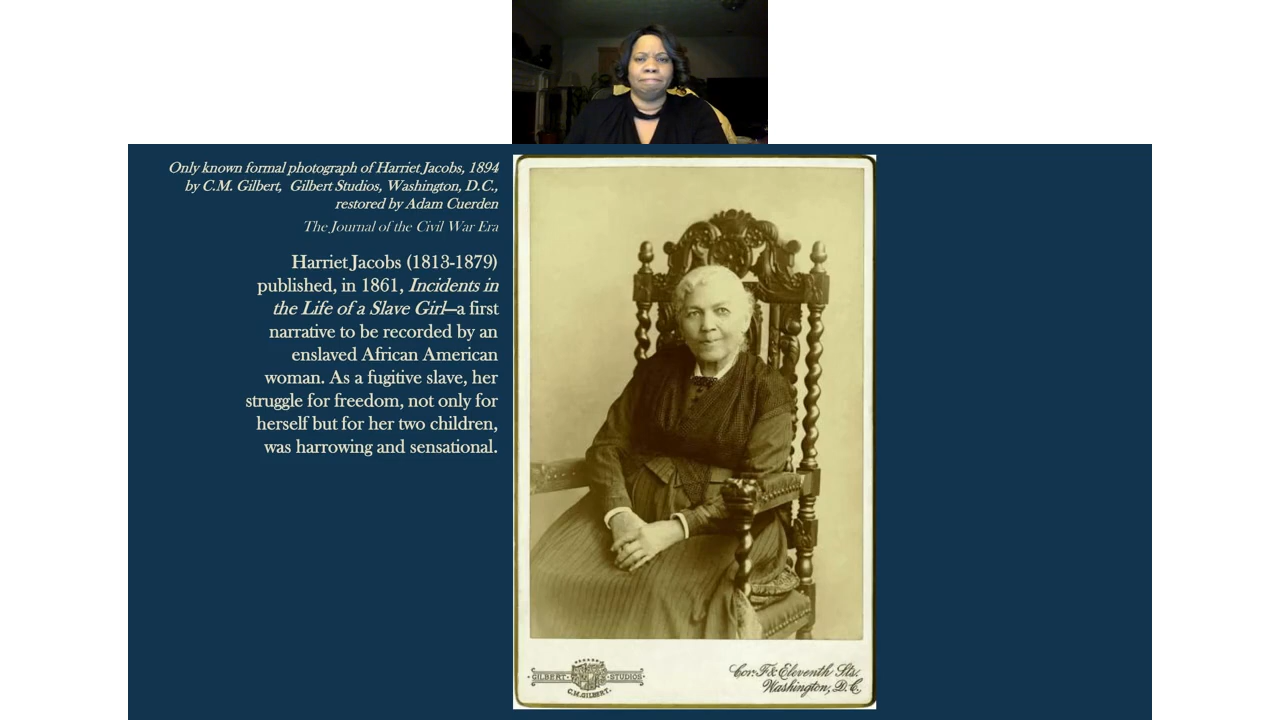 Only known formal photograph of Harriet Jacobs, 1894
by C.M. Gilbert, Gilbert Studios, Washington, D.C.,
restored by Adam Cuerden
The Journal of the Civil War Era
Harriet Jacobs (1813-1879)
published, in 1861, Incidents in
the Life of a Slave Girl—a first
narrative to be recorded by an
enslaved African American
woman. As a fugitive slave, her
struggle for freedom, not only for
herself but for her two children,
was harrowing and sensational.
GILBERT STUDIOS
C.M. GILBERT.
Cor. F & Eleventh Sts.
Washington, D.C.